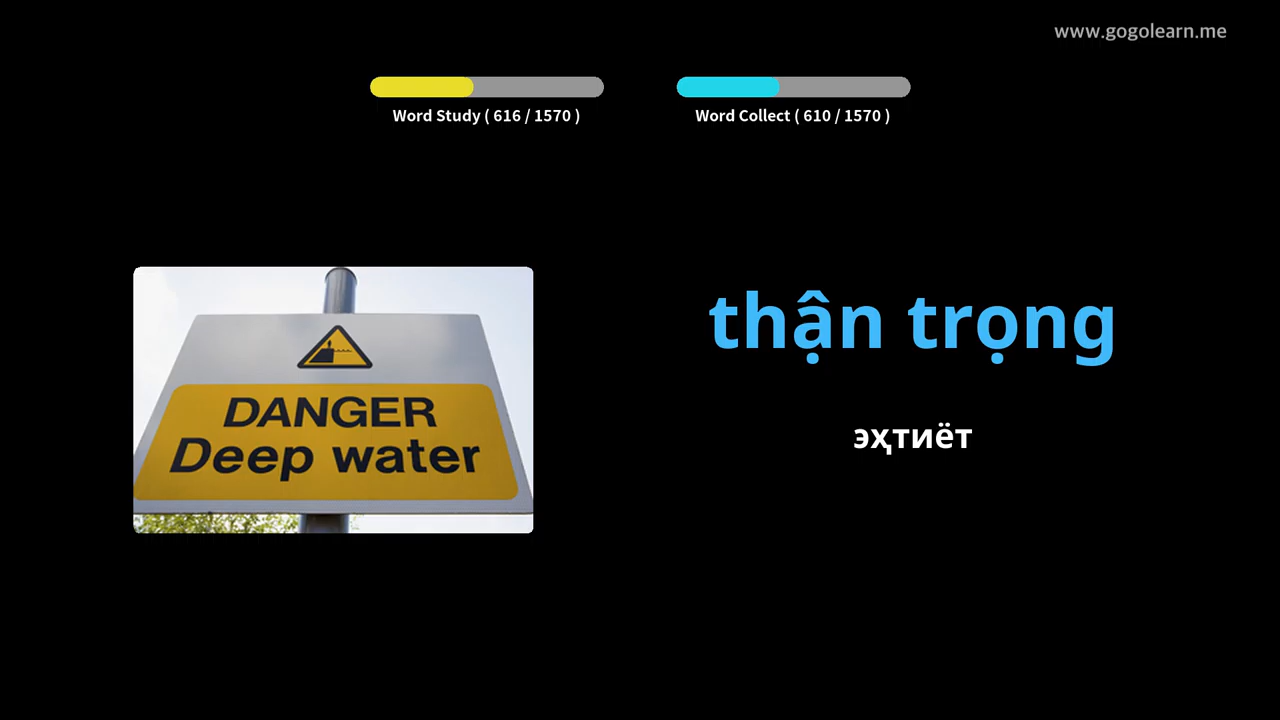 www.gogolearn.me
Word Study ( 616 / 1570 )
Word Collect ( 610 / 1570 )
DANGER
Deep water
thận trọng
эҳтиёт